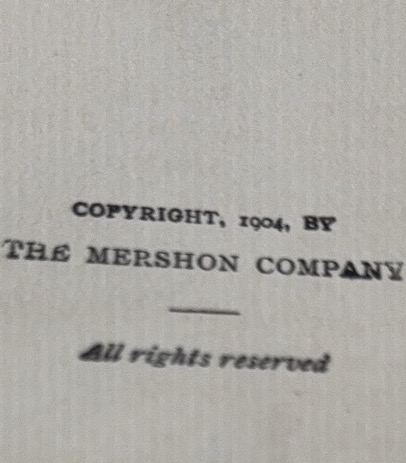 COPYRIGHT, 1904, BY
THE MERSHON COMPANY
All rights reserved